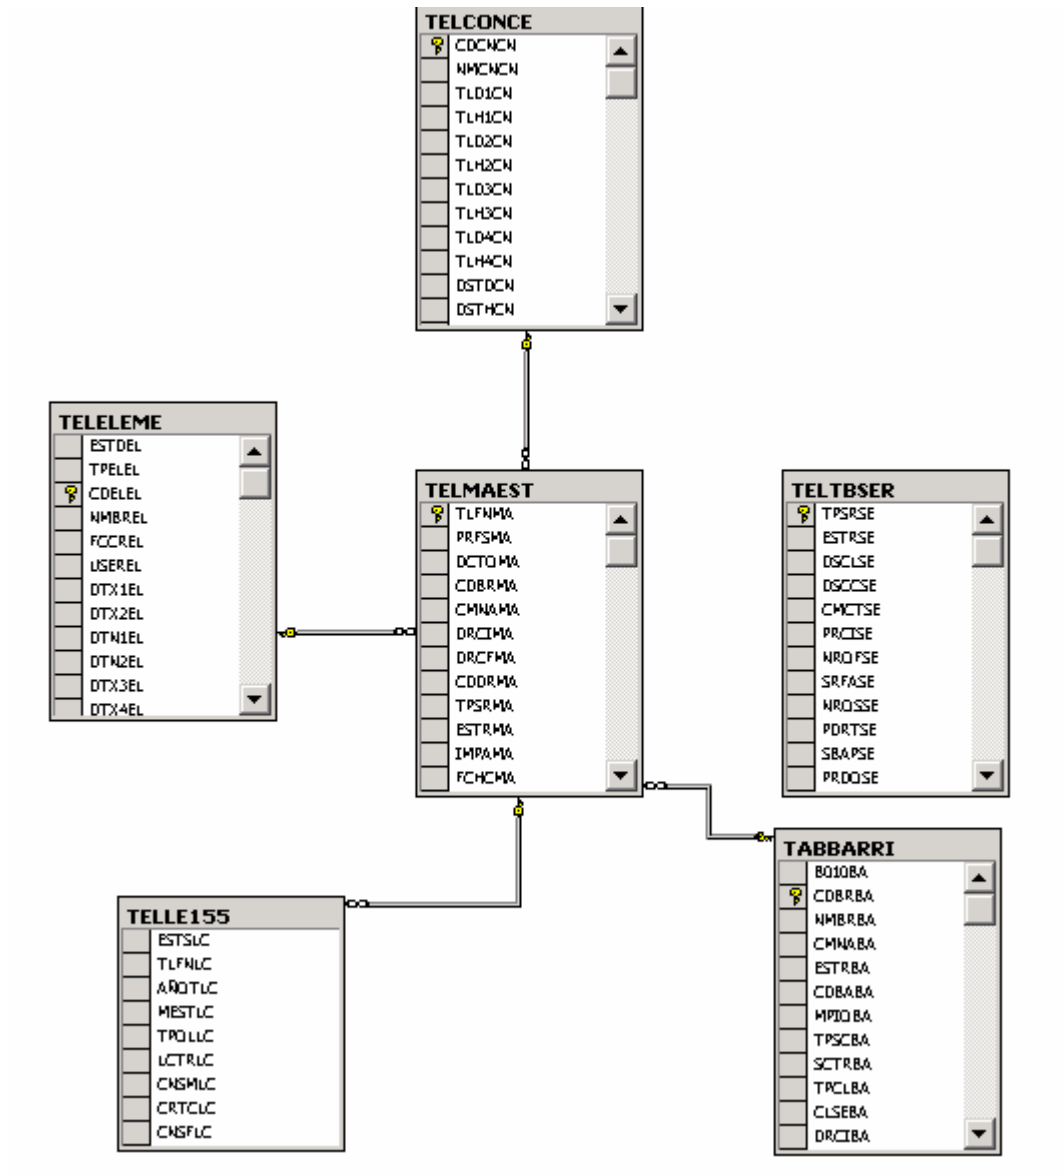 TELCONCE
CDCNCN
NMCNCN
TLD1CN
TLH1CN
TLD2CN
TLH2CN
TLD3CN
TLH3CN
TLD4CN
TLH4CN
DSTDCN
DSTHCN
TELELEME
ESTDEL
TPELEL
CDELEL
NMBREL
FCCREL
USEREL
DTX1EL
DTX2EL
DTN1EL
DTN2EL
DTX3EL
DTX4EL
TELMAEST
TLFNMA
PRFSMA
DCTOMA
CDBRMA
CMNAMA
DRCIMA
DRCFMA
CDDRMA
TPSRMA
ESTRMA
IMPAMA
FCHCMA
TELTBSER
TPSRSE
ESTRSE
DSCLSE
DSCCSE
CMCTSE
PRCISE
NROFSE
SRFASE
NROSSE
PDRTSE
SBAPSE
PRDOSE
TELLE155
ESTSLC
TLFNLC
AÑOTLC
MESTLC
TPOLLC
LCTRLC
CNSMLC
CRTCLC
CNSFLC
TABBARRI
BO10BA
CDBRBA
NMBRBA
CMNABA
ESTRBA
CDBABA
MPIOBA
TPSCBA
SCTRBA
TPCLBA
CLSEBA
DRCIBA